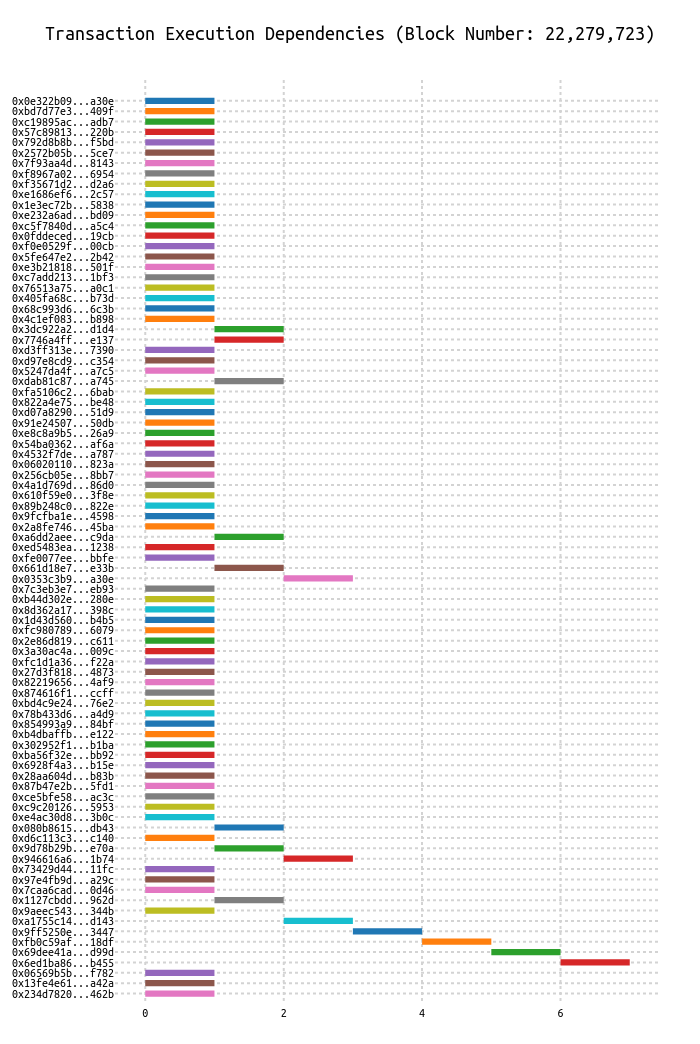 Transaction Execution Dependencies (Block Number: 22,279,723)
0x0e322b09...a30e
0xbd7d77e3...409f
0xc19895ac...adb7
0x57c89813...220b
0x792d8b8b...f5bd
0x2572b05b...5ce7
0x7f93aa4d...8143
0xf8967a02...6954
0xf35671d2...d2a6
0xe1686ef6...2c57
0x1e3ec72b...5838
0xe232a6ad...bd09
0xc5f7840d...a5c4
0x0fddeced...19cb
0xf0e0529f...00cb
0x5fe647e2...2b42
0xe3b21818...501f
0xc7add213...1bf3
0x76513a75...a0c1
0x405fa68c...b73d
0x68c993d6...6c3b
0x4c1ef083...b898
0x3dc922a2...d1d4
0x7746a4ff...e137
0xd3ff313e...7390
0xd97e8cd9...c354
0x5247da4f...a7c5
0xdab81c87...a745
0xfa5106c2...6bab
0x822a4e75...be48
0xd07a8290...51d9
0x91e24507...50db
0xe8c8a9b5...26a9
0x54ba0362...af6a
0x4532f7de...a787
0x06020110...823a
0x256cb05e...8bb7
0x4a1d769d...86d0
0x610f59e0...3f8e
0x89b248c0...822e
0x9fcfba1e...4598
0x2a8fe746...45ba
0xa6dd2aee...c9da
0xed5483ea...1238
0xfe0077ee...bbfe
0x661d18e7...e33b
0x0353c3b9...a30e
0x7c3eb3e7...eb93
0xb44d302e...280e
0x8d362a17...398c
0x1d43d560...b4b5
0xfc980789...6079
0x2e86d819...c611
0x3a30ac4a...009c
0xfc1d1a36...f22a
0x27d3f818...4873
0x82219656...4af9
0x874616f1...ccff
0xbd4c9e24...76e2
0x78b433d6...a4d9
0x854993a9...84bf
0xb4dbaffb...e122
0x302952f1...b1ba
0xba56f32e...bb92
0x6928f4a3...b15e
0x28aa604d...b83b
0x87b47e2b...5fd1
0xce5bfe58...ac3c
0xc9c20126...5953
0xe4ac30d8...3b0c
0x080b8615...db43
0xd6c113c3...c140
0x9d78b29b...e70a
0x946616a6...1b74
0x73429d44...11fc
0x97e4fb9d...a29c
0x7caa6cad...0d46
0x1127cbdd...962d
0x9aeec543...344b
0xa1755c14...d143
0x9ff5250e...3447
0xfb0c59af...18df
0x69dee41a...d99d
0x6ed1ba86...b455
0x06569b5b...f782
0x13fe4e61...a42a
0x234d7820...462b
0 2 4 6